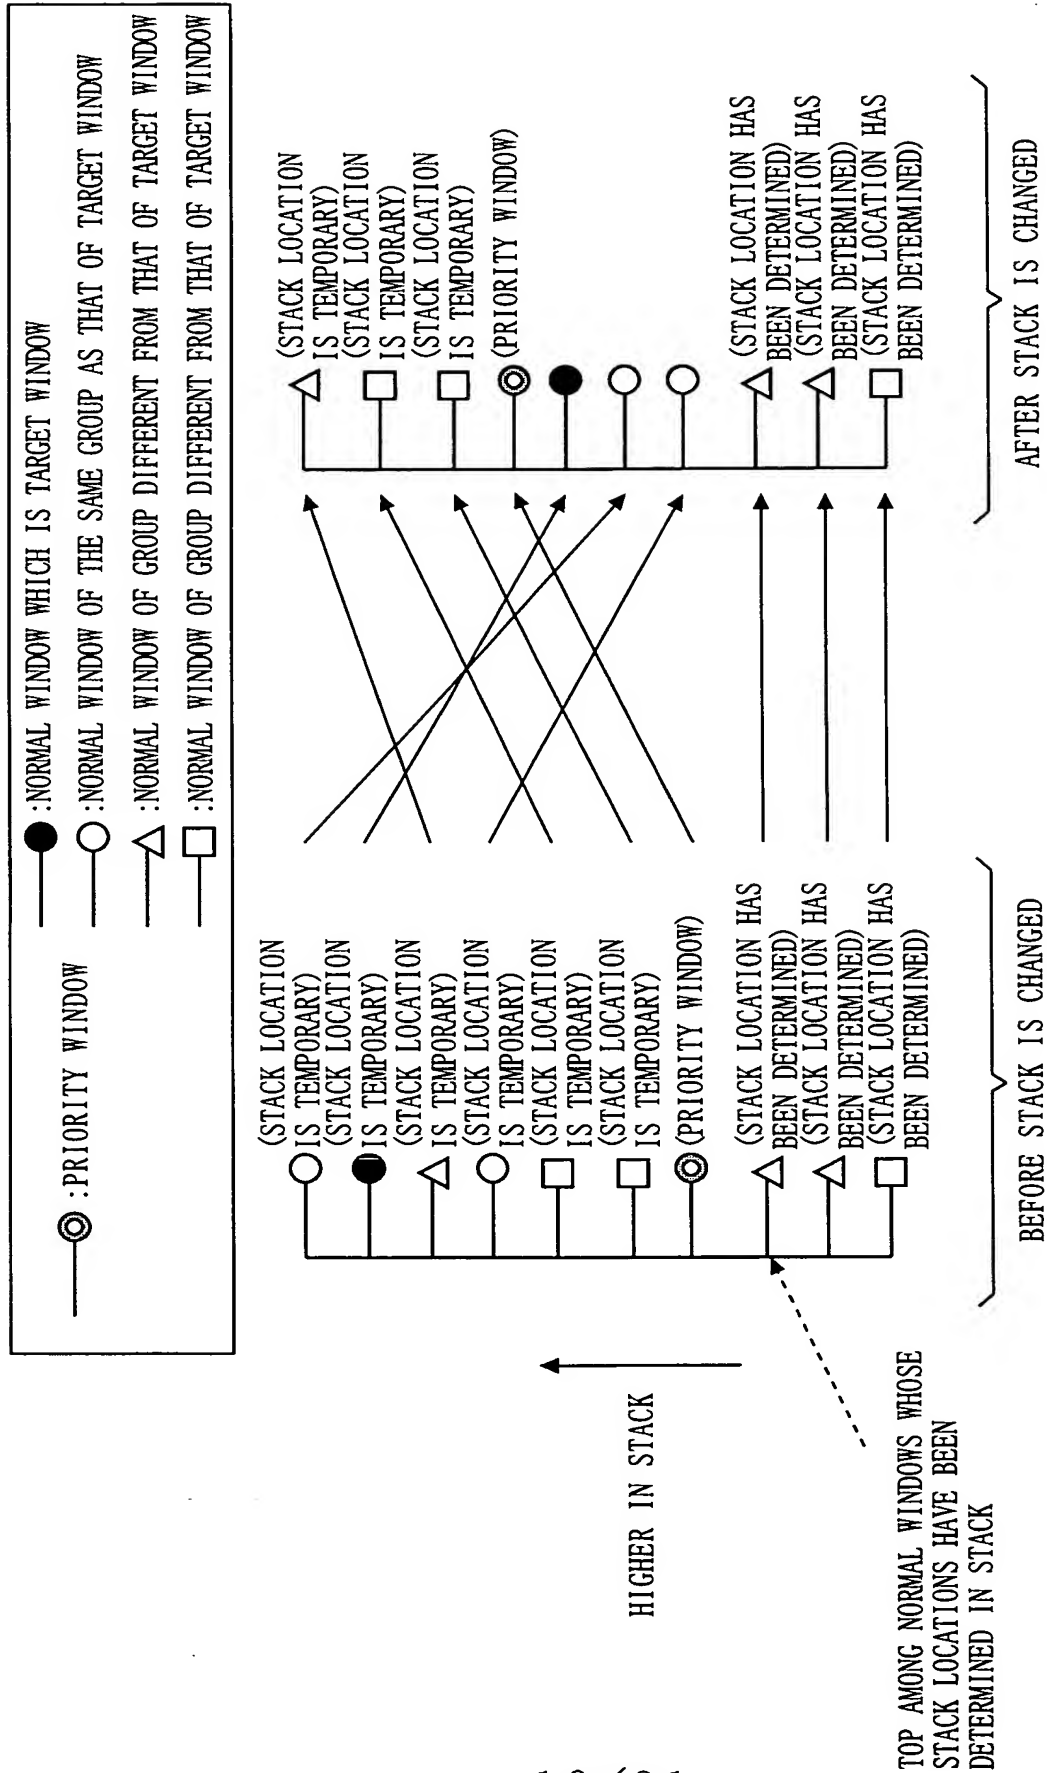 :PRIORITY WINDOW
:NORMAL WINDOW WHICH IS TARGET WINDOW
:NORMAL WINDOW OF THE SAME GROUP AS THAT OF TARGET WINDOW
:NORMAL WINDOW OF GROUP DIFFERENT FROM THAT OF TARGET WINDOW
:NORMAL WINDOW OF GROUP DIFFERENT FROM THAT OF TARGET WINDOW
HIGHER IN STACK
TOP AMONG NORMAL WINDOWS WHOSE
STACK LOCATIONS HAVE BEEN
DETERMINED IN STACK
(STACK LOCATION
IS TEMPORARY)
(STACK LOCATION
IS TEMPORARY)
(STACK LOCATION
IS TEMPORARY)
(STACK LOCATION
IS TEMPORARY)
(STACK LOCATION
IS TEMPORARY)
(STACK LOCATION
IS TEMPORARY)
(PRIORITY WINDOW)
(STACK LOCATION HAS
BEEN DETERMINED)
(STACK LOCATION HAS
BEEN DETERMINED)
(STACK LOCATION HAS
BEEN DETERMINED)
BEFORE STACK IS CHANGED
(STACK LOCATION
IS TEMPORARY)
(STACK LOCATION
IS TEMPORARY)
(STACK LOCATION
IS TEMPORARY)
(PRIORITY WINDOW)
(STACK LOCATION HAS
BEEN DETERMINED)
(STACK LOCATION HAS
BEEN DETERMINED)
(STACK LOCATION HAS
BEEN DETERMINED)
AFTER STACK IS CHANGED